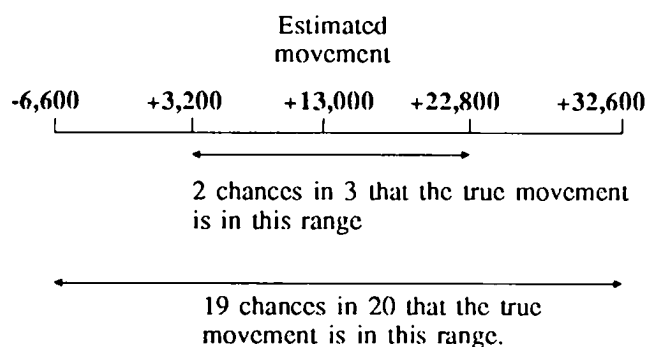 Estimated
movement
-6,600 +3,200 +13,000 +22,800 +32,600
2 chances in 3 that the true movement
is in this range
19 chances in 20 that the true
movement is in this range.